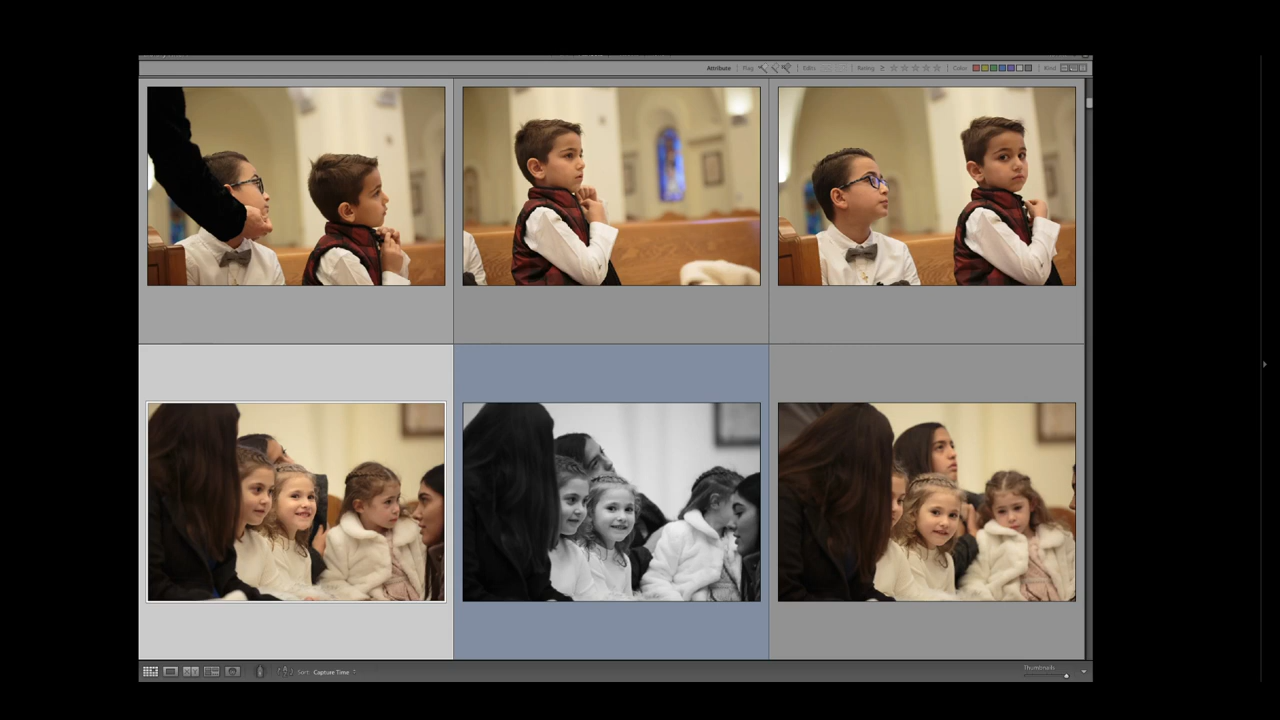 Attribute Flag Edits Rating ≥ Color Kind
Sort: Capture Time
Thumbnails